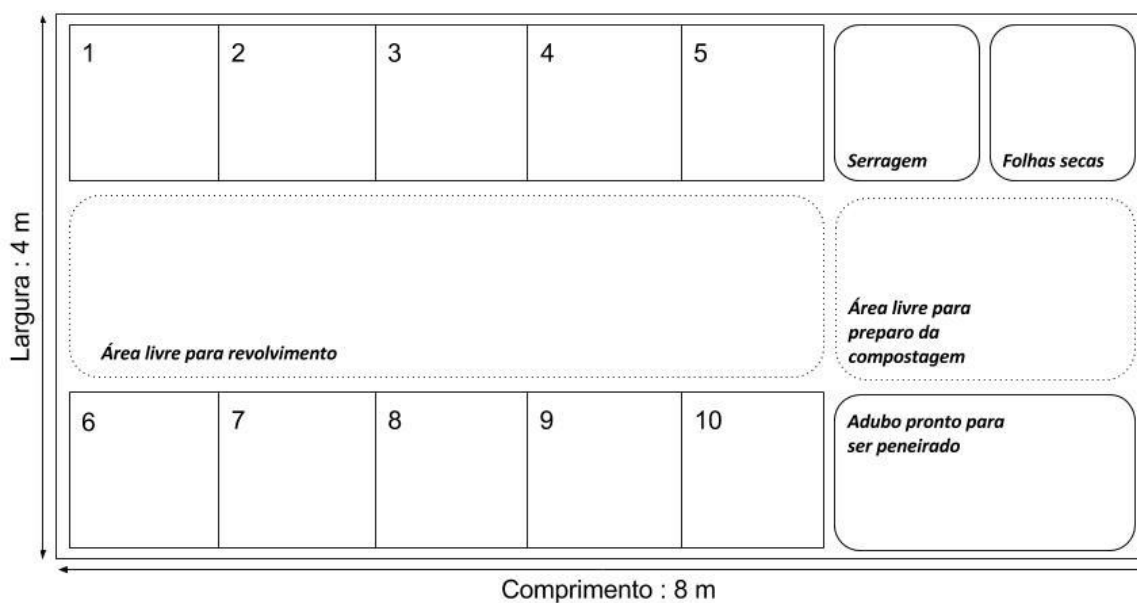 1
2
3
4
5
Serragem
Folhas secas
Largura : 4 m
Área livre para revolvimento
Área livre para
preparo da
compostagem
6
7
8
9
10
Adubo pronto para
ser peneirado
Comprimento : 8 m